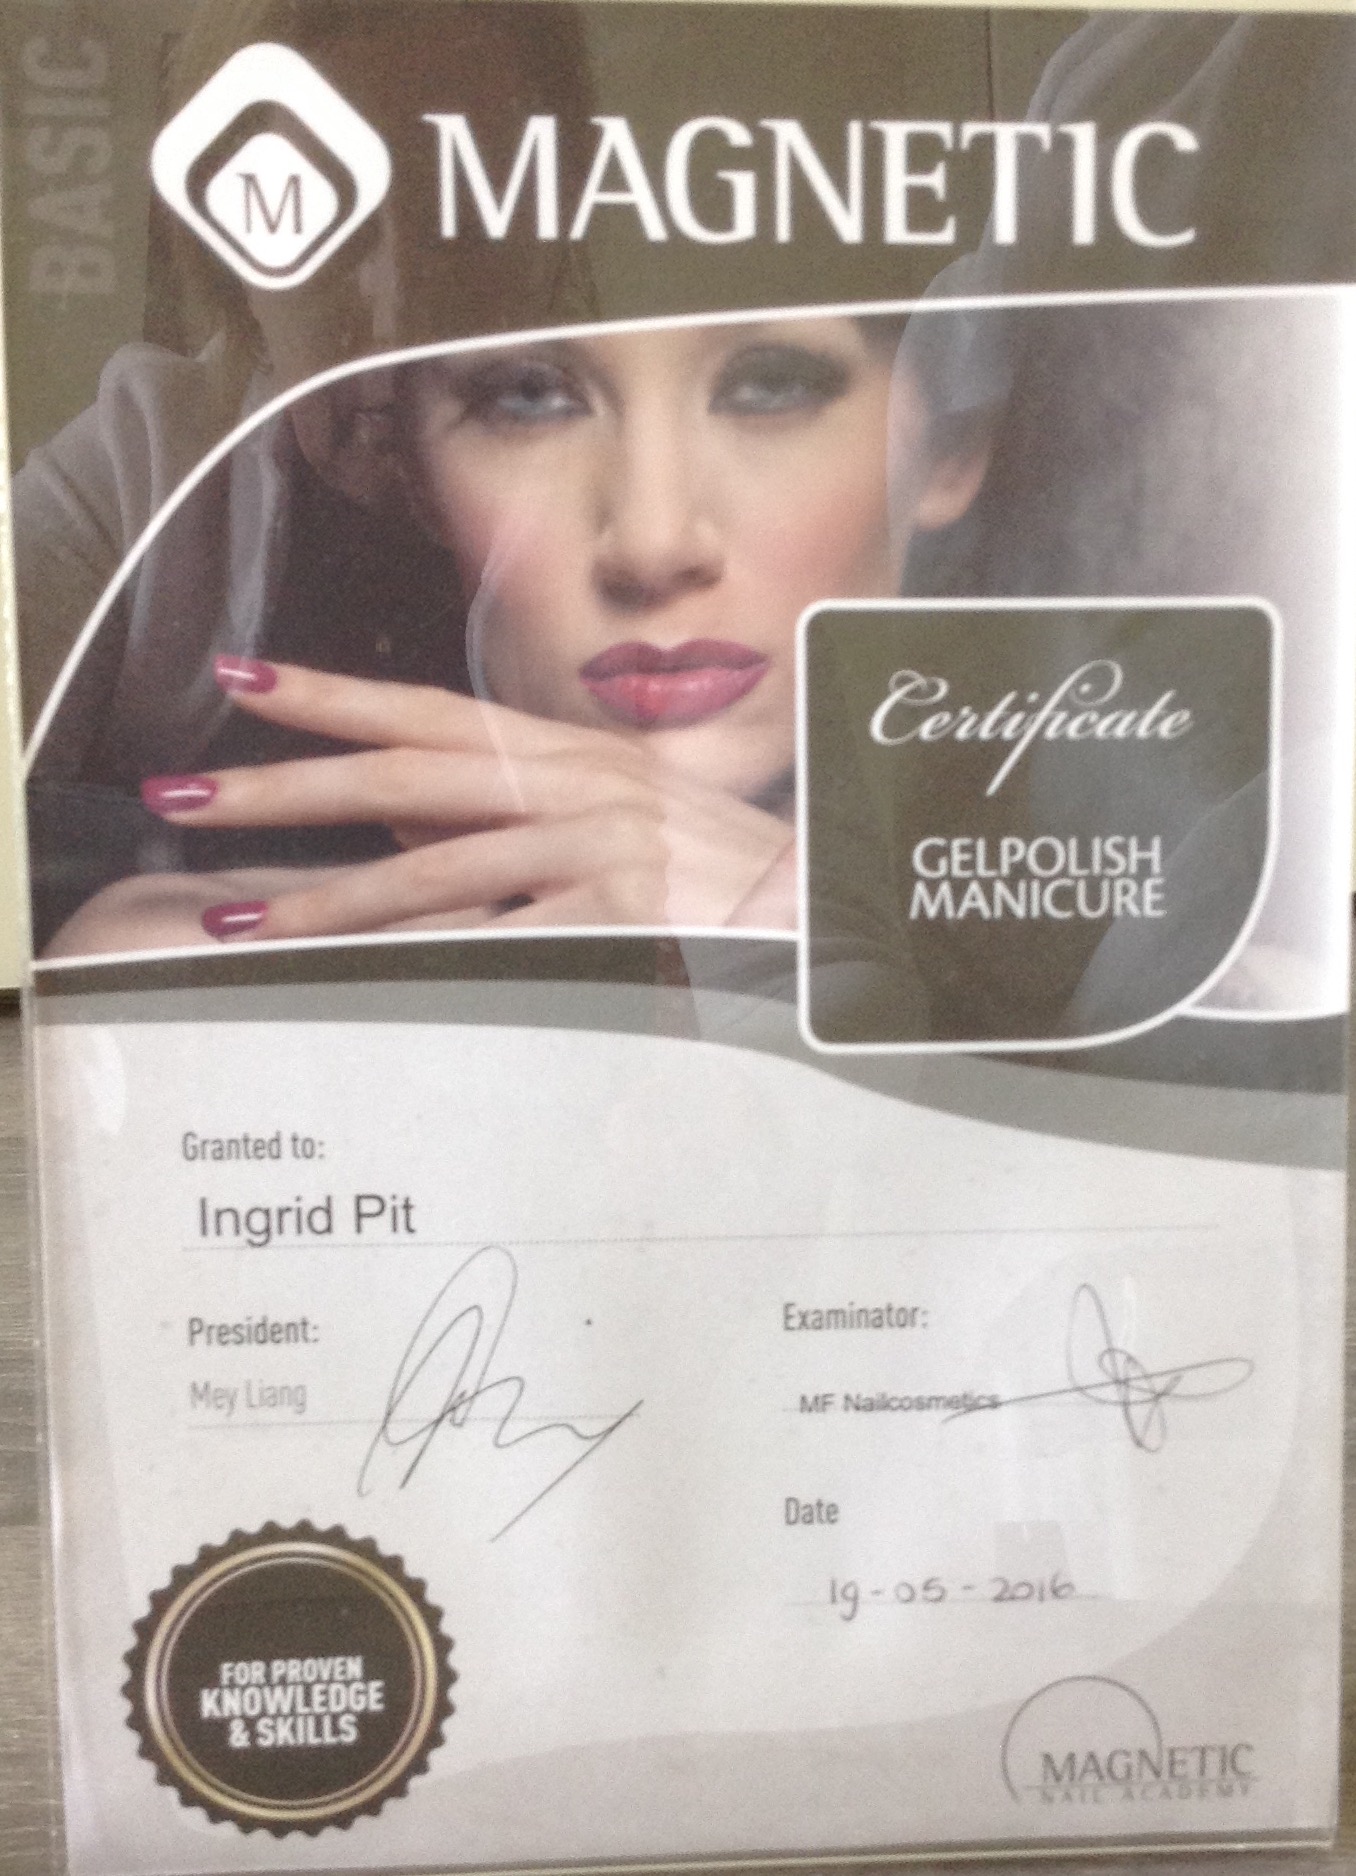 BASIC
M
MAGNETIC
Certificate
GELPOLISH
MANICURE
Granted to:
Ingrid Pit
President:
Mey Liang
Examinator:
MF Nailcosmetics
Date
19-05-2016
FOR PROVEN
KNOWLEDGE
& SKILLS
MAGNETIC
NAIL ACADEMY